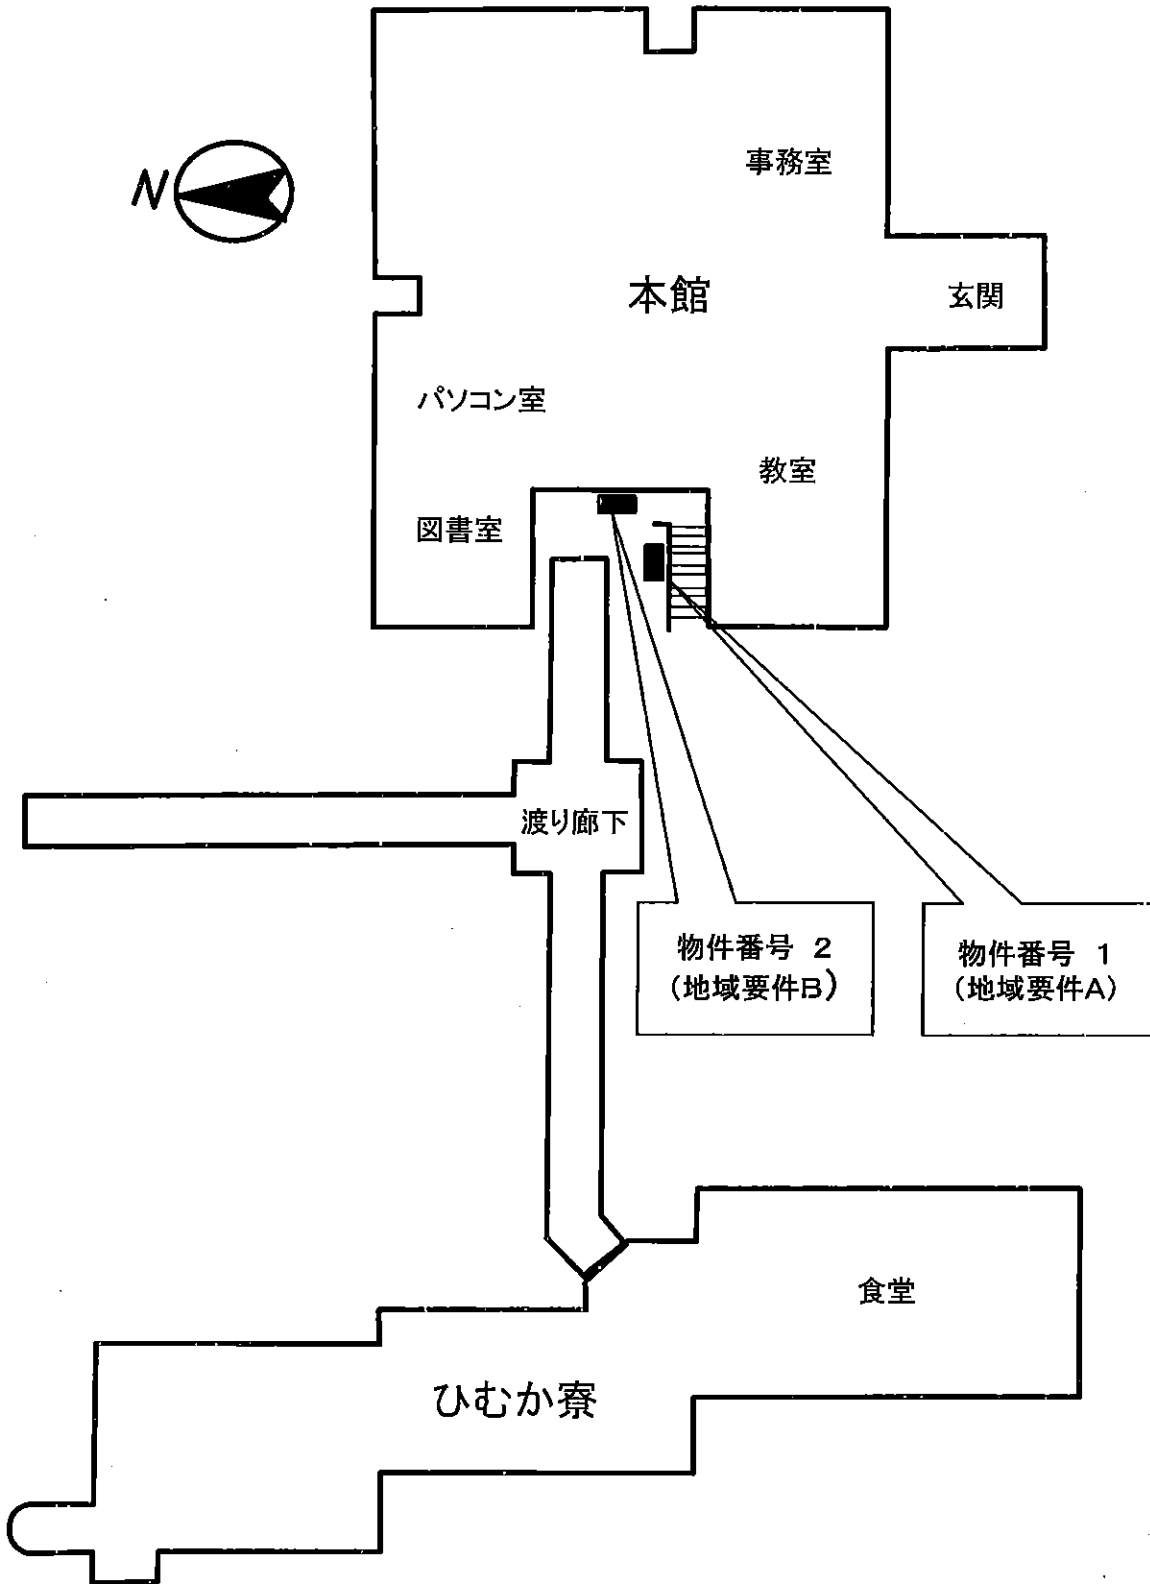 事務室
N
本館
玄関
パソコン室
教室
図書室
渡り廊下
物件番号 2
(地域要件B)
物件番号 1
(地域要件A)
食堂
ひむか寮